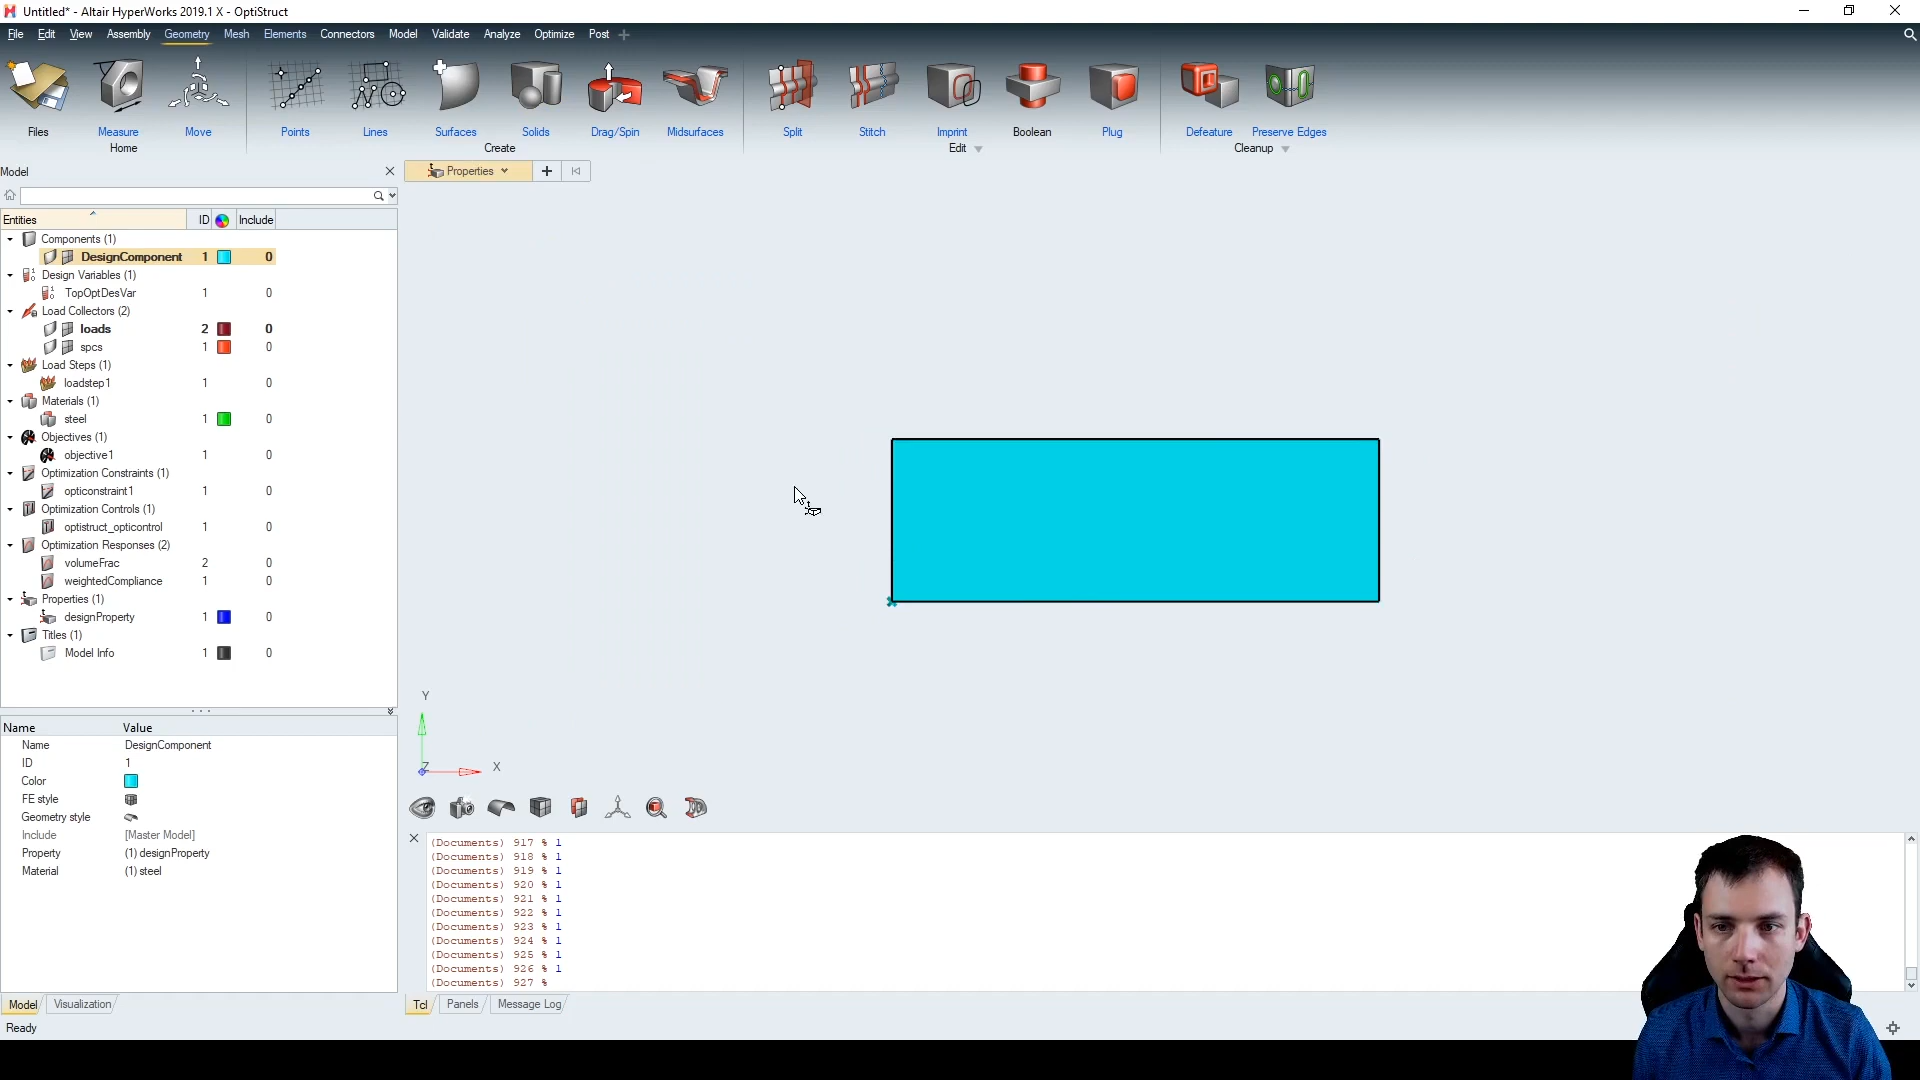 Untitled* - Altair HyperWorks 2019.1 X - OptiStruct
File Edit View Assembly Geometry Mesh Elements Connectors Model Validate Analyze Optimize Post
Files Measure Move Points Lines Surfaces Solids Drag/Spin Midsurfaces Split Stitch Imprint Boolean Plug Defeature Preserve Edges
Home Create Edit Cleanup
Model
Properties
Entities ID Include
Components (1)
DesignComponent 1 0
Design Variables (1)
TopOptDesVar 1 0
Load Collectors (2)
loads 2 0
spcs 1 0
Load Steps (1)
loadstep1 1 0
Materials (1)
steel 1 0
Objectives (1)
objective1 1 0
Optimization Constraints (1)
opticonstraint1 1 0
Optimization Controls (1)
optistruct_opticontrol 1 0
Optimization Responses (2)
volumeFrac 2 0
weightedCompliance 1 0
Properties (1)
designProperty 1 0
Titles (1)
Model Info 1 0
Name Value
Name DesignComponent
ID 1
Color
FE style
Geometry style
Include [Master Model]
Property (1) designProperty
Material (1) steel
Y
Z X
(Documents) 917 % 1
(Documents) 918 % 1
(Documents) 919 % 1
(Documents) 920 % 1
(Documents) 921 % 1
(Documents) 922 % 1
(Documents) 923 % 1
(Documents) 924 % 1
(Documents) 925 % 1
(Documents) 926 % 1
(Documents) 927 %
Model Visualization
Tcl Panels Message Log
Ready